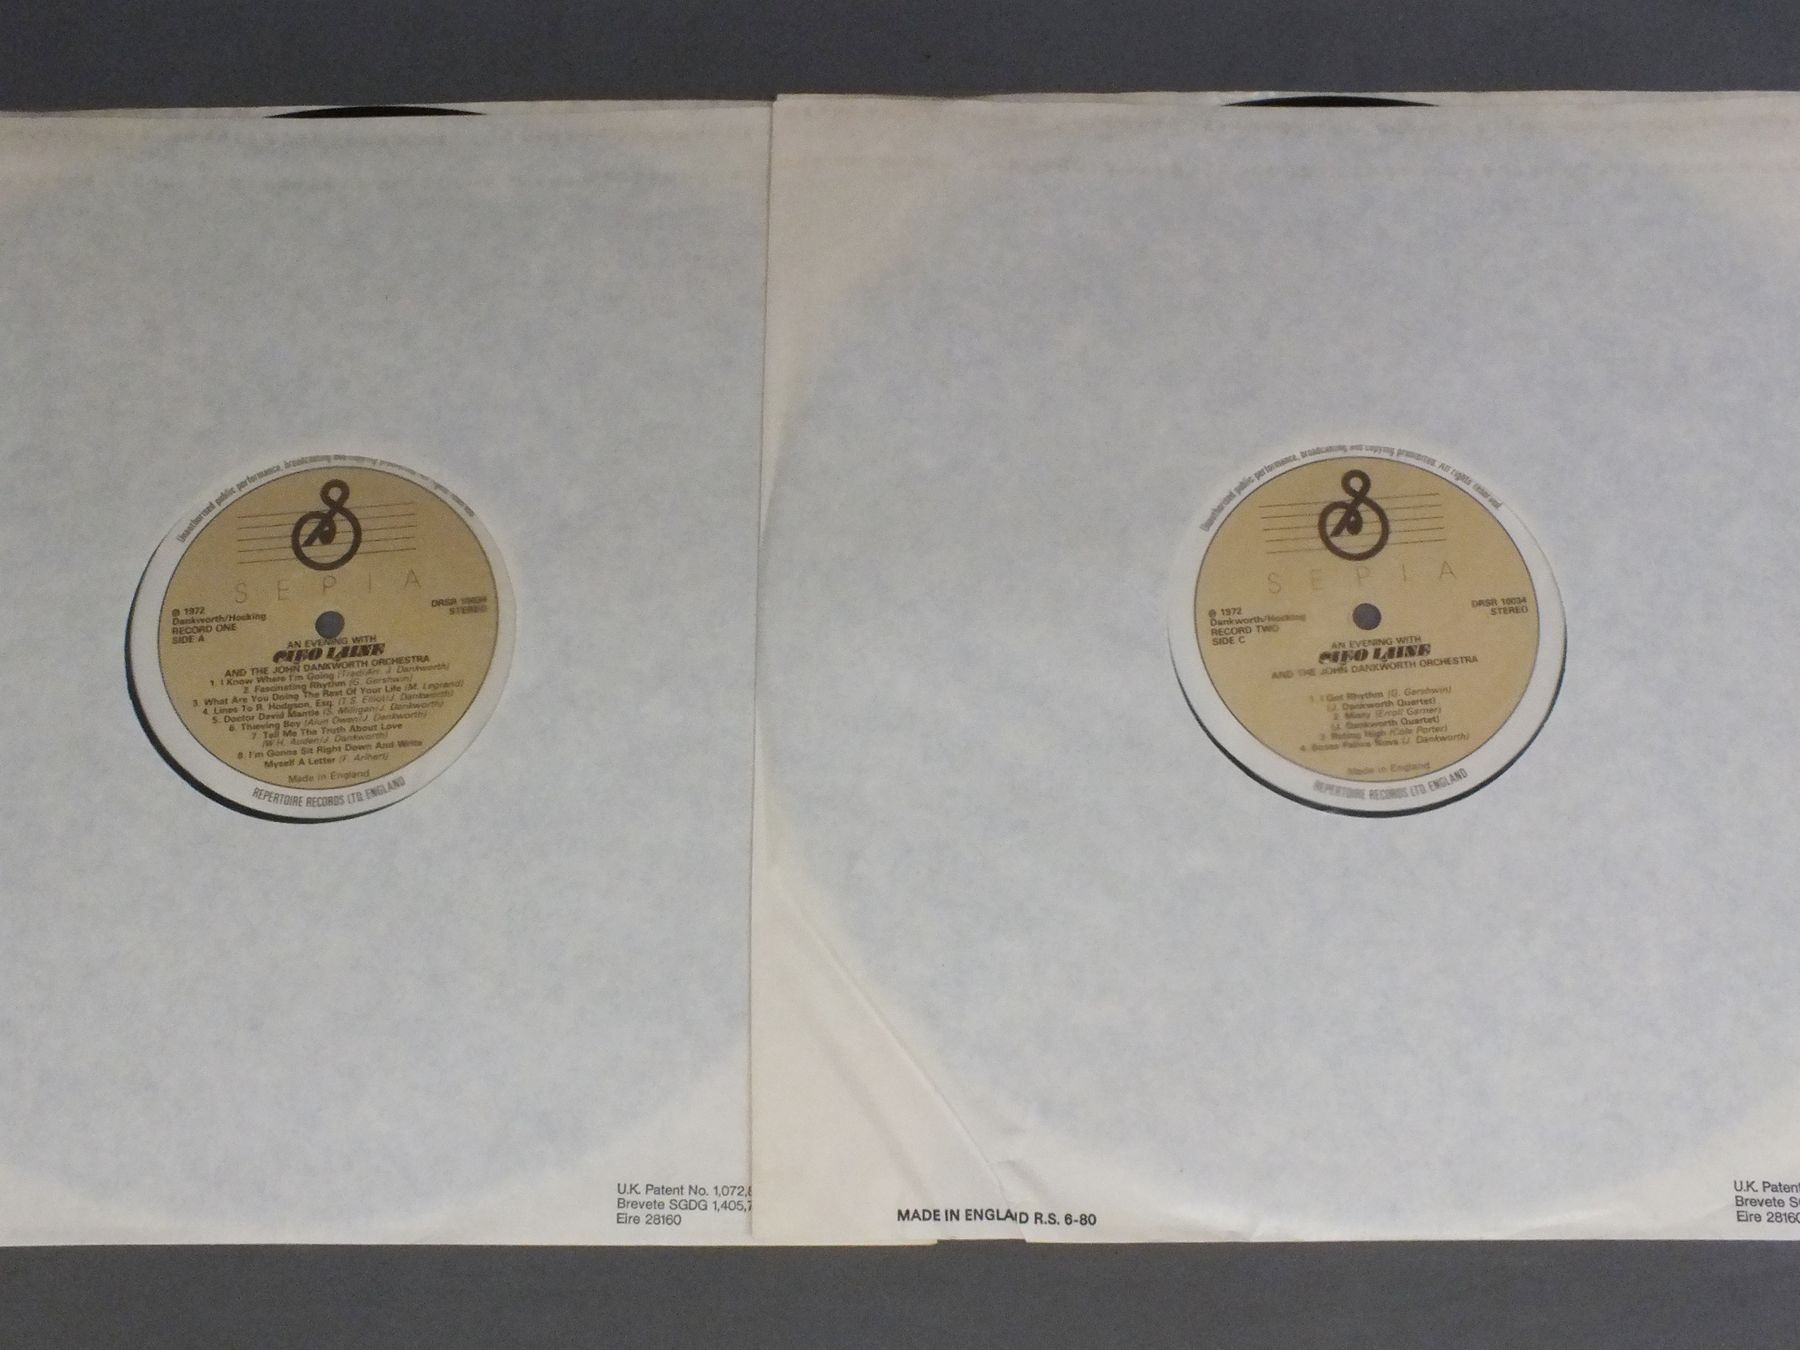 Unauthorised public performance, broadcasting and copying prohibited. All rights reserved
SEPIA
℗ 1972
Dankworth/Hocking
RECORD ONE
SIDE A
DRSR 10034
STEREO
AN EVENING WITH
CLEO LAINE
AND THE JOHN DANKWORTH ORCHESTRA
1. I Know Where I'm Going (Trad/Arr. J. Dankworth)
2. Fascinating Rhythm (G. Gershwin)
3. What Are You Doing The Rest Of Your Life (M. Legrand)
4. Lines To R. Hodgson, Esq. (T.S. Elliot/J. Dankworth)
5. Doctor David Mantle (S. Milligan/J. Dankworth)
6. Thieving Boy (Alun Owen/J. Dankworth)
7. Tell Me The Truth About Love
(W.H. Auden/J. Dankworth)
8. I'm Gonna Sit Right Down And Write
Myself A Letter (F. Arlhert)
Made in England
REPERTOIRE RECORDS LTD. ENGLAND
U.K. Patent No. 1,072,8
Brevete SGDG 1,405,7
Eire 28160
Unauthorised public performance, broadcasting and copying prohibited. All rights reserved
SEPIA
℗ 1972
Dankworth/Hocking
RECORD TWO
SIDE C
DRSR 10034
STEREO
AN EVENING WITH
CLEO LAINE
AND THE JOHN DANKWORTH ORCHESTRA
1. I Got Rhythm (G. Gershwin)
(J. Dankworth Quartet)
2. Misty (Erroll Garner)
(J. Dankworth Quartet)
3. Riding High (Cole Porter)
4. Bossa Fallva Nova (J. Dankworth)
Made in England
REPERTOIRE RECORDS LTD. ENGLAND
MADE IN ENGLAND R.S. 6-80
U.K. Patent
Brevete SG
Eire 28160